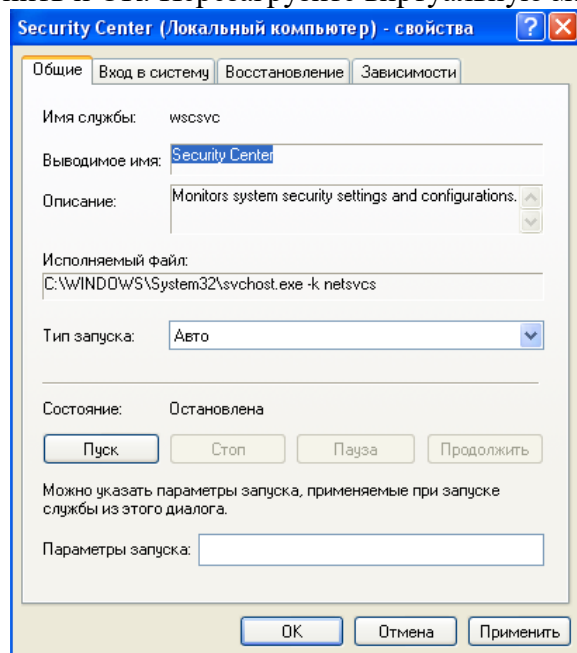 Security Center (Локальный компьютер) - свойства
Общие Вход в систему Восстановление Зависимости
Имя службы: wscsvc
Выводимое имя: Security Center
Описание: Monitors system security settings and configurations.
Исполняемый файл:
C:\WINDOWS\System32\svchost.exe -k netsvcs
Тип запуска: Авто
Состояние: Остановлена
Пуск Стоп Пауза Продолжить
Можно указать параметры запуска, применяемые при запуске
службы из этого диалога.
Параметры запуска:
ОК Отмена Применить